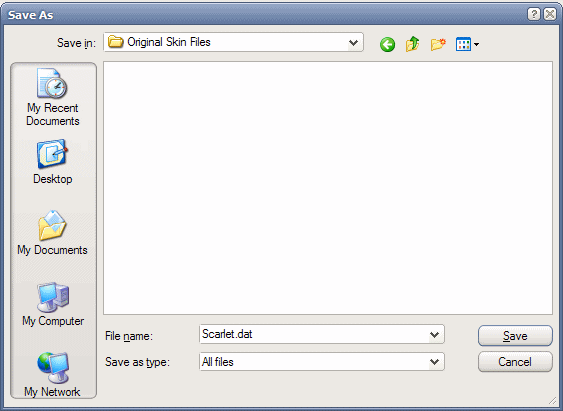 Save As
Save in: Original Skin Files
My Recent
Documents
Desktop
My Documents
My Computer
My Network
File name: Scarlet.dat Save
Save as type: All files Cancel